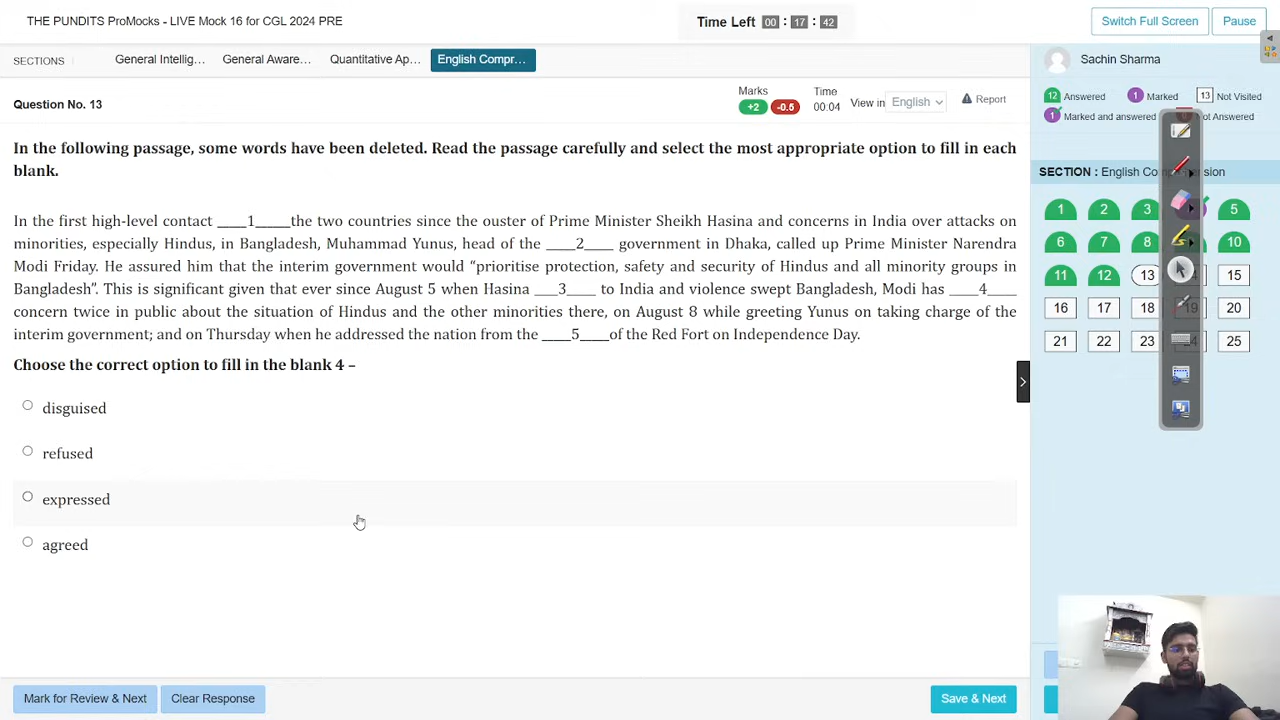 THE PUNDITS ProMocks - LIVE Mock 16 for CGL 2024 PRE
Time Left 00 : 17 : 42
Switch Full Screen
Pause
SECTIONS
General Intellig...
General Aware...
Quantitative Ap...
English Compr...
Sachin Sharma
Question No. 13
Marks
+2 -0.5
Time
00:04
View in English
Report
12 Answered
1 Marked
13 Not Visited
1 Marked and answered
Not Answered
In the following passage, some words have been deleted. Read the passage carefully and select the most appropriate option to fill in each
blank.
In the first high-level contact ____1_____the two countries since the ouster of Prime Minister Sheikh Hasina and concerns in India over attacks on
minorities, especially Hindus, in Bangladesh, Muhammad Yunus, head of the ____2____ government in Dhaka, called up Prime Minister Narendra
Modi Friday. He assured him that the interim government would “prioritise protection, safety and security of Hindus and all minority groups in
Bangladesh”. This is significant given that ever since August 5 when Hasina ___3____ to India and violence swept Bangladesh, Modi has ____4____
concern twice in public about the situation of Hindus and the other minorities there, on August 8 while greeting Yunus on taking charge of the
interim government; and on Thursday when he addressed the nation from the ____5____of the Red Fort on Independence Day.
Choose the correct option to fill in the blank 4 –
disguised
refused
expressed
agreed
SECTION : English Comp
1 2 3 5
6 7 8 10
11 12 13 15
16 17 18 20
21 22 23 25
Mark for Review & Next
Clear Response
Save & Next